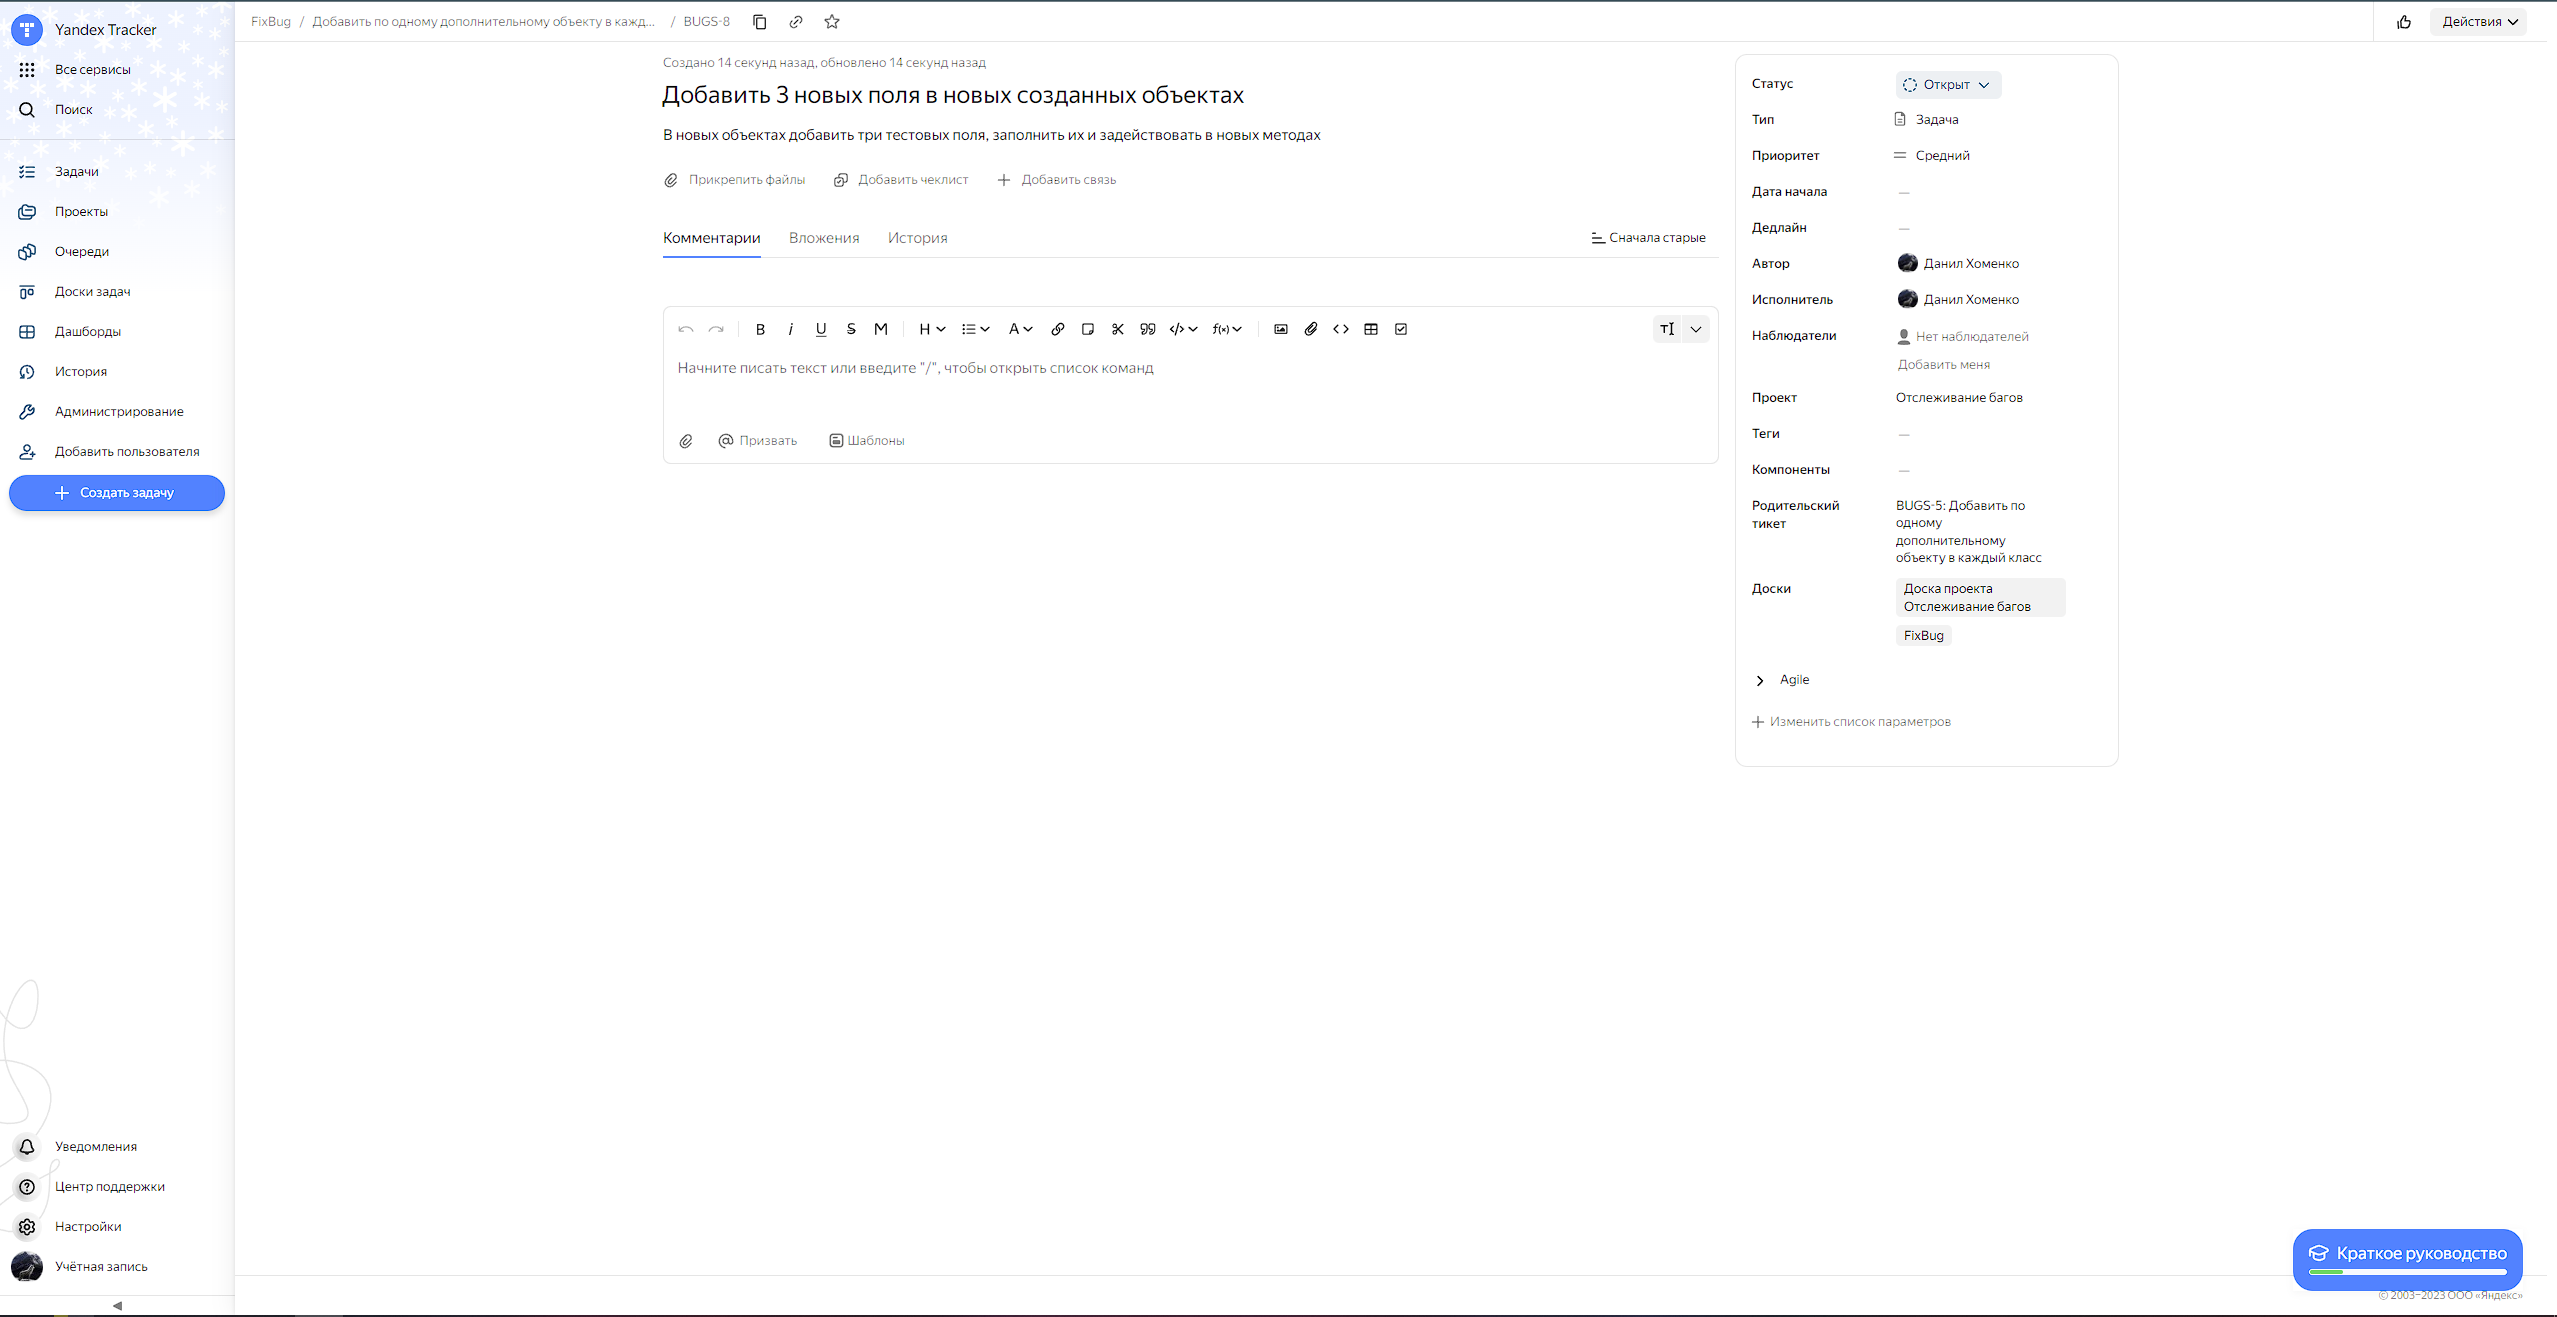 Yandex Tracker
Все сервисы
Поиск
Задачи
Проекты
Очереди
Доски задач
Дашборды
История
Администрирование
Добавить пользователя
Создать задачу
Уведомления
Центр поддержки
Настройки
Учётная запись
FixBug / Добавить по одному дополнительному объекту в кажд... / BUGS-8
Действия
Создано 14 секунд назад, обновлено 14 секунд назад
Добавить 3 новых поля в новых созданных объектах
В новых объектах добавить три тестовых поля, заполнить их и задействовать в новых методах
Прикрепить файлы Добавить чеклист Добавить связь
Комментарии Вложения История Сначала старые
Начните писать текст или введите "/", чтобы открыть список команд
Призвать Шаблоны
Статус Открыт
Тип Задача
Приоритет Средний
Дата начала —
Дедлайн —
Автор Данил Хоменко
Исполнитель Данил Хоменко
Наблюдатели Нет наблюдателей
Добавить меня
Проект Отслеживание багов
Теги —
Компоненты —
Родительский тикет
BUGS-5: Добавить по
одному
дополнительному
объекту в каждый класс
Доски
Доска проекта
Отслеживание багов
FixBug
Agile
Изменить список параметров
Краткое руководство
© 2003–2023 ООО «Яндекс»